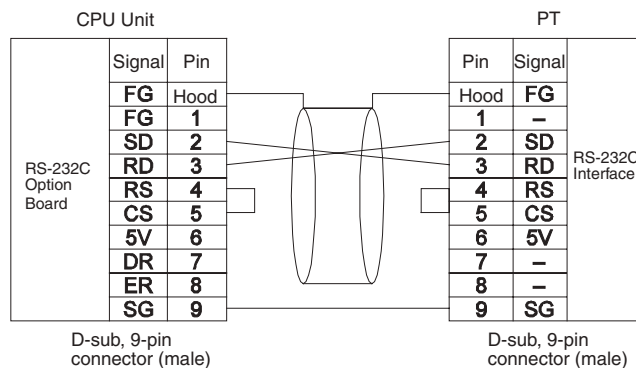 CPU Unit
PT
Signal Pin
Pin Signal
FG Hood
Hood FG
FG 1
1 –
SD 2
2 SD
RD 3
3 RD
RS-232C
Option
Board
RS-232C
Interface
RS 4
4 RS
CS 5
5 CS
5V 6
6 5V
DR 7
7 –
ER 8
8 –
SG 9
9 SG
D-sub, 9-pin
connector (male)
D-sub, 9-pin
connector (male)